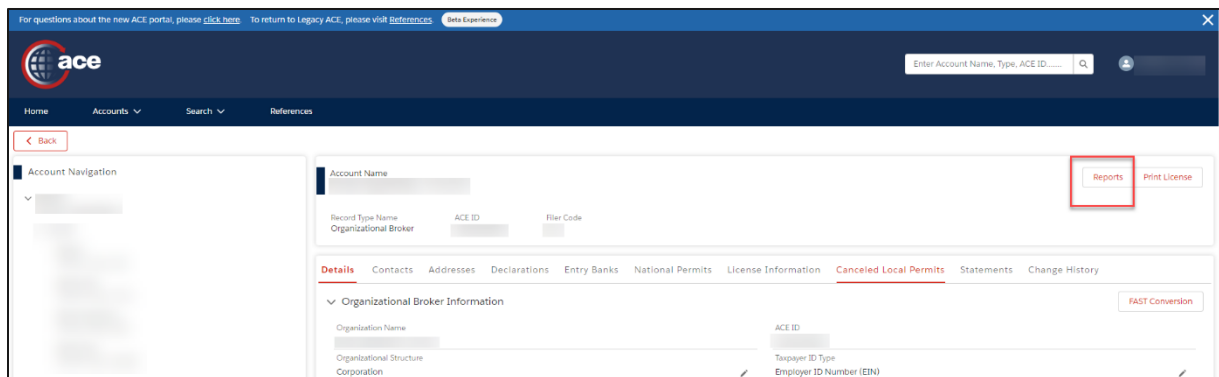 For questions about the new ACE portal, please click here. To return to Legacy ACE, please visit References. Beta Experience
ace
Enter Account Name, Type, ACE ID......
Home Accounts Search References
Back
Account Navigation
Account Name
Reports Print License
Record Type Name ACE ID Filer Code
Organizational Broker
Details Contacts Addresses Declarations Entry Banks National Permits License Information Canceled Local Permits Statements Change History
Organizational Broker Information FAST Conversion
Organization Name ACE ID
Organizational Structure Taxpayer ID Type
Corporation Employer ID Number (EIN)